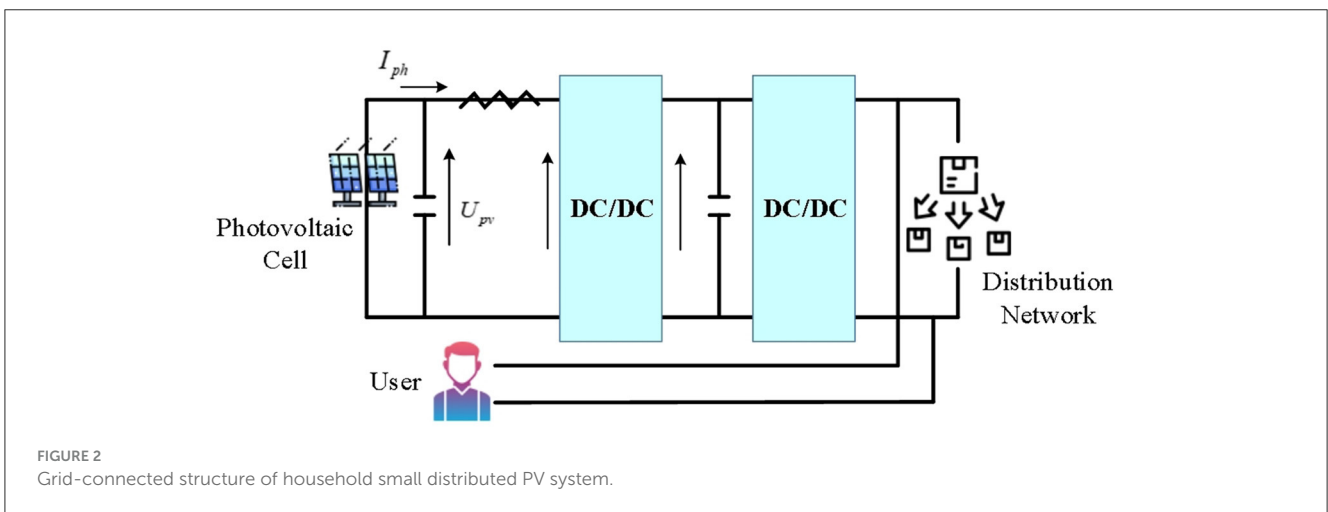 I_ph
U_pv
DC/DC
DC/DC
Photovoltaic
Cell
Distribution
Network
User
FIGURE 2
Grid-connected structure of household small distributed PV system.